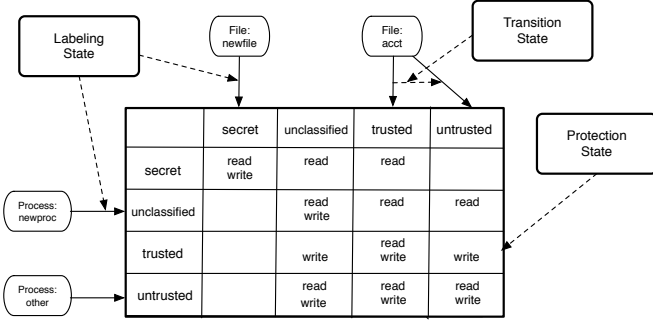 Labeling
State
File:
newfile
File:
acct
Transition
State
secret
unclassified
trusted
untrusted
Protection
State
secret
read
write
read
read
Process:
newproc
unclassified
read
write
read
read
trusted
write
read
write
write
Process:
other
untrusted
read
write
read
write
read
write